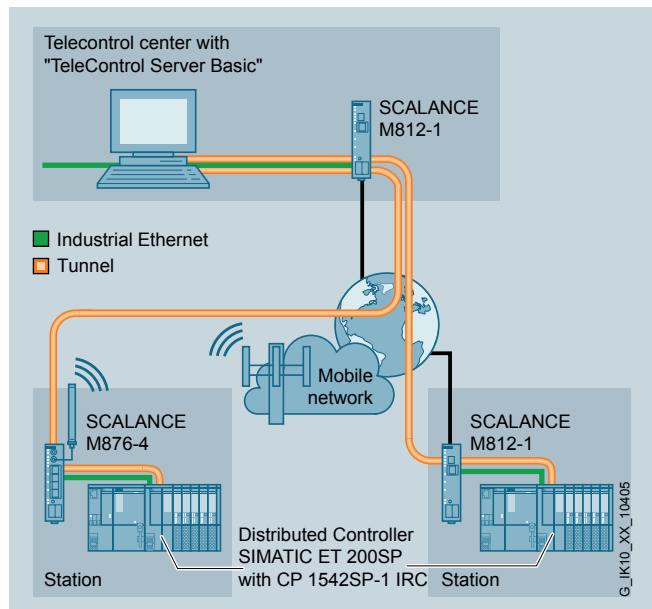 Telecontrol center with
"TeleControl Server Basic"
SCALANCE
M812-1
Industrial Ethernet
Tunnel
Mobile
network
SCALANCE
M876-4
SCALANCE
M812-1
Distributed Controller
SIMATIC ET 200SP
with CP 1542SP-1 IRC
Station
Station
G_IK10_XX_10405